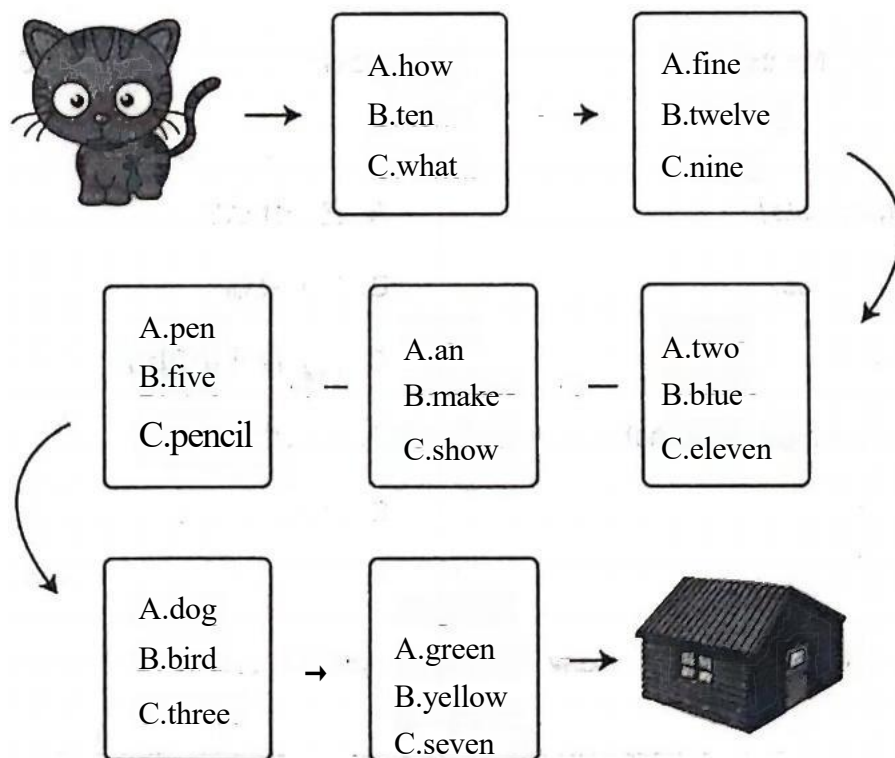 A.how
B.ten
C.what
A.fine
B.twelve
C.nine
A.pen
B.five
C.pencil
A.an
B.make
C.show
A.two
B.blue
C.eleven
A.dog
B.bird
C.three
A.green
B.yellow
C.seven